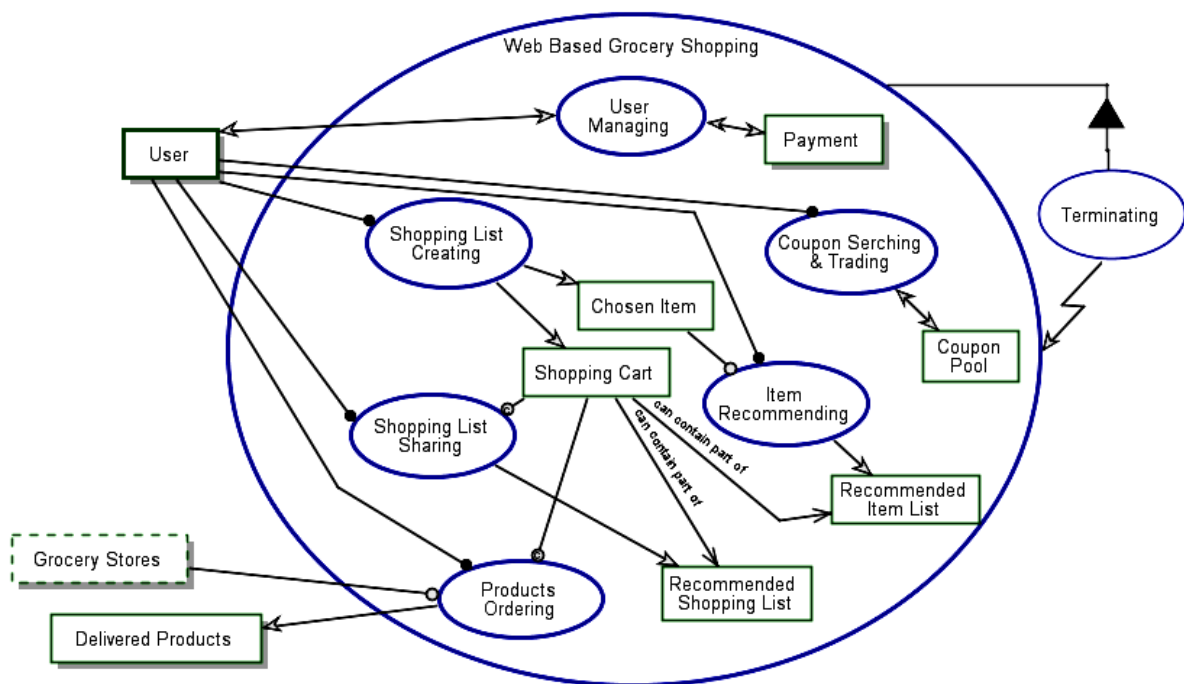 Web Based Grocery Shopping
User
Managing
Payment
User
Terminating
Shopping List
Creating
Coupon Serching
& Trading
Chosen Item
Coupon
Pool
Shopping Cart
Item
Recommending
can contain part of
can contain part of
Shopping List
Sharing
Recommended
Item List
Grocery Stores
Products
Ordering
Recommended
Shopping List
Delivered Products
c
c